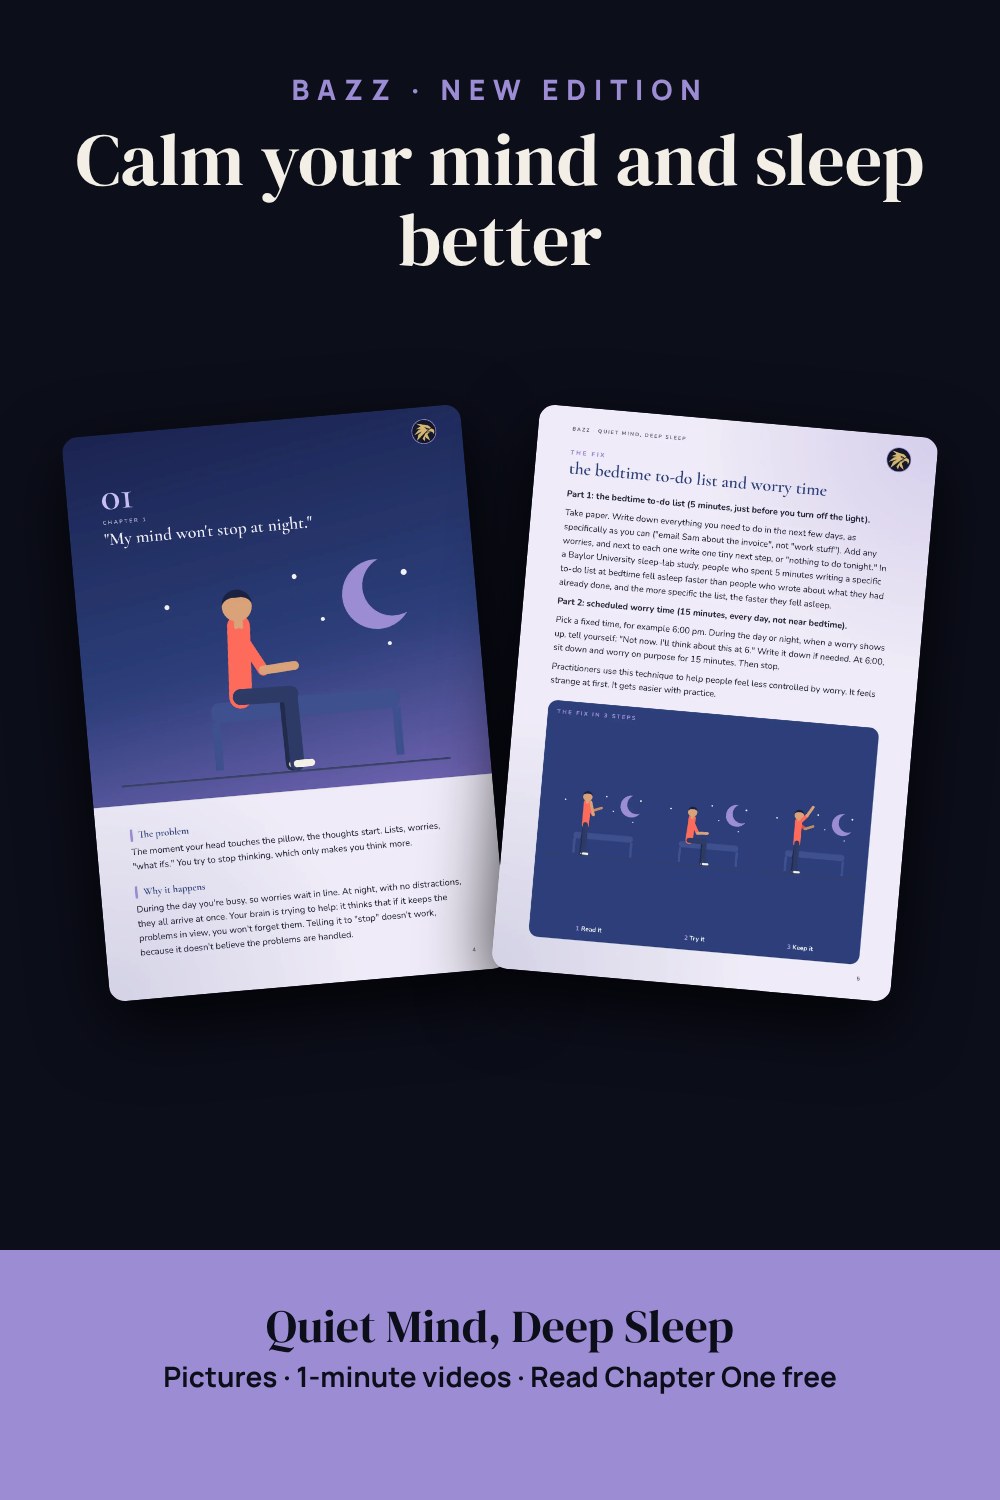 BAZZ · NEW EDITION
Calm your mind and sleep
better
01
CHAPTER 1
"My mind won't stop at night."
The problem
The moment your head touches the pillow, the thoughts start. Lists, worries,
"what ifs." You try to stop thinking, which only makes you think more.
Why it happens
During the day you're busy, so worries wait in line. At night, with no distractions,
they all arrive at once. Your brain is trying to help; it thinks that if it keeps the
problems in view, you won't forget them. Telling it to "stop" doesn't work,
because it doesn't believe the problems are handled.
4
BAZZ QUIET MIND, DEEP SLEEP
THE FIX
the bedtime to-do list and worry time
Part 1: the bedtime to-do list (5 minutes, just before you turn off the light).
Take paper. Write down everything you need to do in the next few days, as
specifically as you can ("email Sam about the invoice", not "work stuff"). Add any
worries, and next to each one write one tiny next step, or "nothing to do tonight." In
a Baylor University sleep-lab study, people who spent 5 minutes writing a specific
to-do list at bedtime fell asleep faster than people who wrote about what they had
already done, and the more specific the list, the faster they fell asleep.
Part 2: scheduled worry time (15 minutes, every day, not near bedtime).
Pick a fixed time, for example 6:00 pm. During the day or night, when a worry shows
up, tell yourself: "Not now. I'll think about this at 6." Write it down if needed. At 6:00,
sit down and worry on purpose for 15 minutes. Then stop.
Practitioners use this technique to help people feel less controlled by worry. It feels
strange at first. It gets easier with practice.
THE FIX IN 3 STEPS
1 Read it
2 Try it
3 Keep it
Quiet Mind, Deep Sleep
Pictures · 1-minute videos · Read Chapter One free